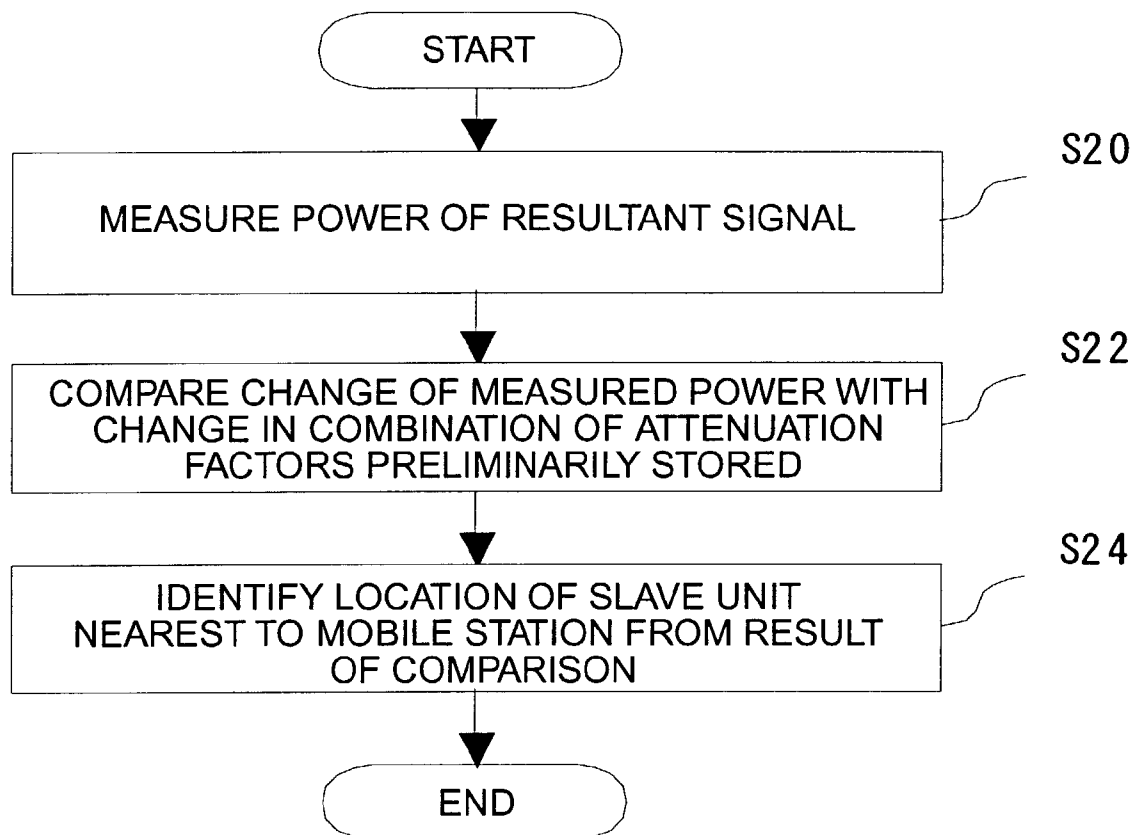 START
S20
MEASURE POWER OF RESULTANT SIGNAL
S22
COMPARE CHANGE OF MEASURED POWER WITH
CHANGE IN COMBINATION OF ATTENUATION
FACTORS PRELIMINARILY STORED
S24
IDENTIFY LOCATION OF SLAVE UNIT
NEAREST TO MOBILE STATION FROM RESULT
OF COMPARISON
END